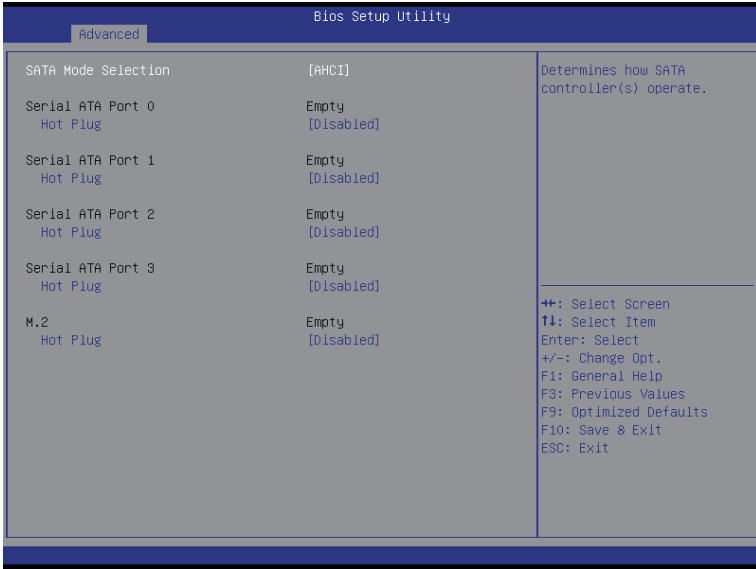 Bios Setup Utility
Advanced
SATA Mode Selection [AHCI]
Serial ATA Port 0 Empty
Hot Plug [Disabled]
Serial ATA Port 1 Empty
Hot Plug [Disabled]
Serial ATA Port 2 Empty
Hot Plug [Disabled]
Serial ATA Port 3 Empty
Hot Plug [Disabled]
M.2 Empty
Hot Plug [Disabled]
Determines how SATA
controller(s) operate.
→←: Select Screen
↑↓: Select Item
Enter: Select
+/-: Change Opt.
F1: General Help
F3: Previous Values
F9: Optimized Defaults
F10: Save & Exit
ESC: Exit